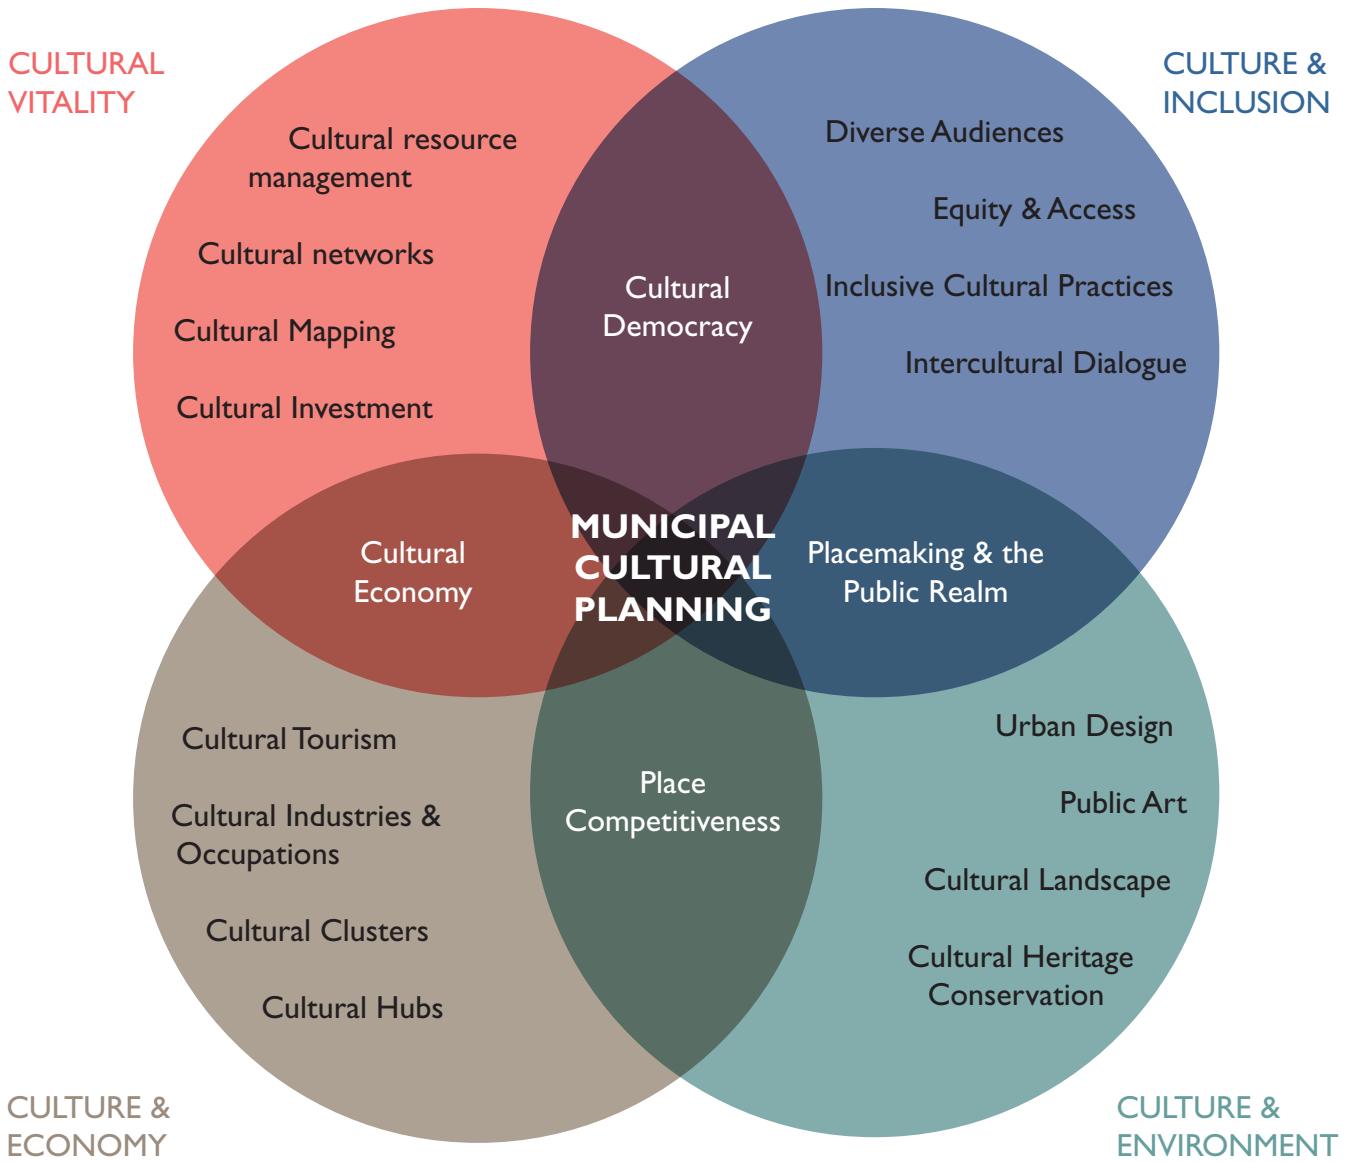 CULTURAL
VITALITY
CULTURE &
INCLUSION
Cultural resource
management
Cultural networks
Cultural Mapping
Cultural Investment
Diverse Audiences
Equity & Access
Inclusive Cultural Practices
Intercultural Dialogue
Cultural
Democracy
Cultural
Economy
MUNICIPAL
CULTURAL
PLANNING
Placemaking & the
Public Realm
Cultural Tourism
Cultural Industries &
Occupations
Cultural Clusters
Cultural Hubs
Place
Competitiveness
Urban Design
Public Art
Cultural Landscape
Cultural Heritage
Conservation
CULTURE &
ECONOMY
CULTURE &
ENVIRONMENT